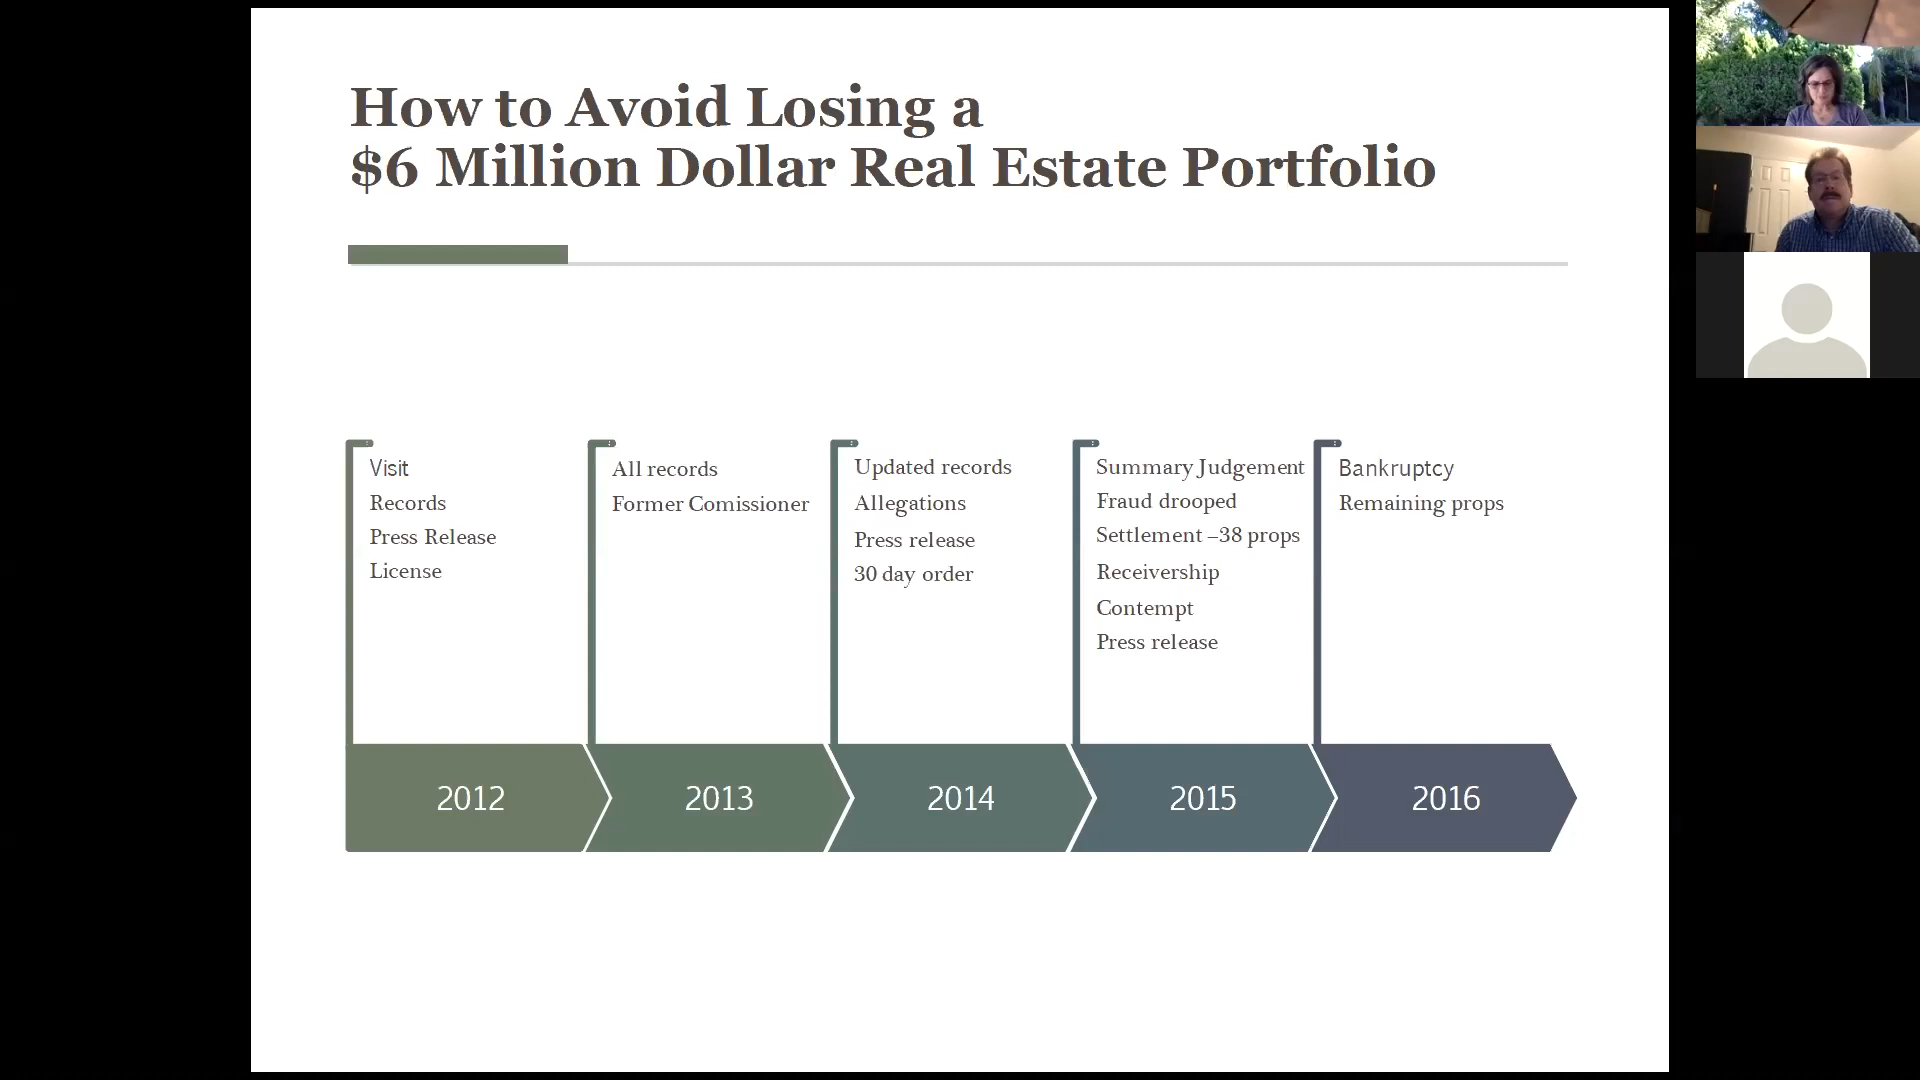 How to Avoid Losing a
$6 Million Dollar Real Estate Portfolio
Visit
Records
Press Release
License
All records
Former Comissioner
Updated records
Allegations
Press release
30 day order
Summary Judgement
Fraud drooped
Settlement –38 props
Receivership
Contempt
Press release
Bankruptcy
Remaining props
2012
2013
2014
2015
2016